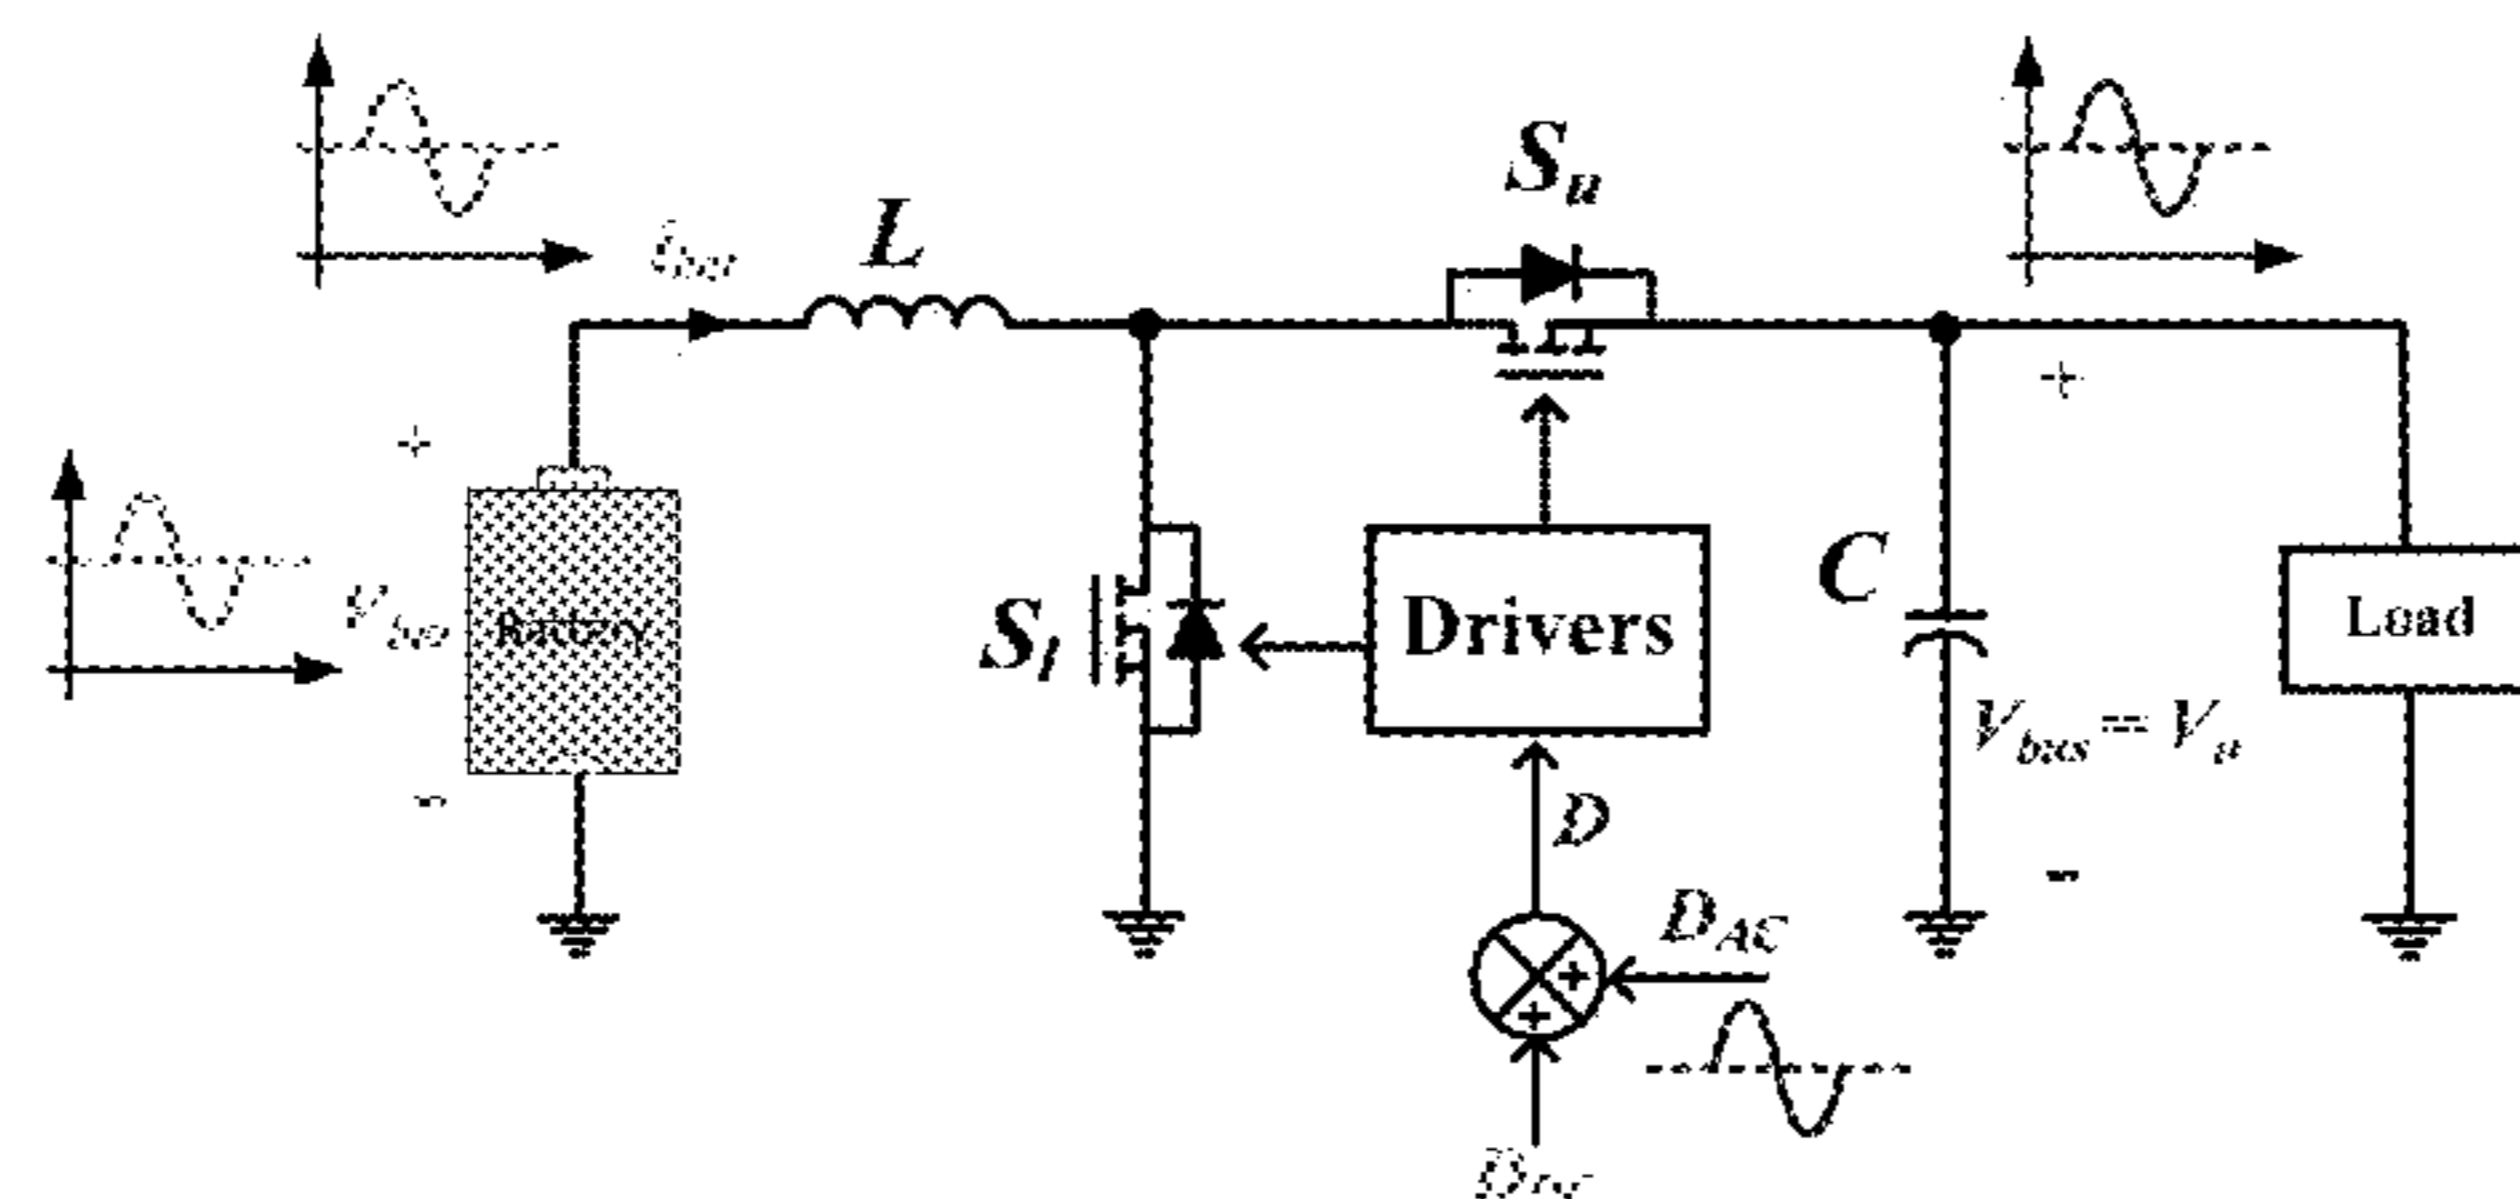 S_u
L
i_bat
+
+
V_bat
Battery
S_l
Drivers
C
Load
V_bus = V_u
-
D
-
D_AC
+
+
D_DC